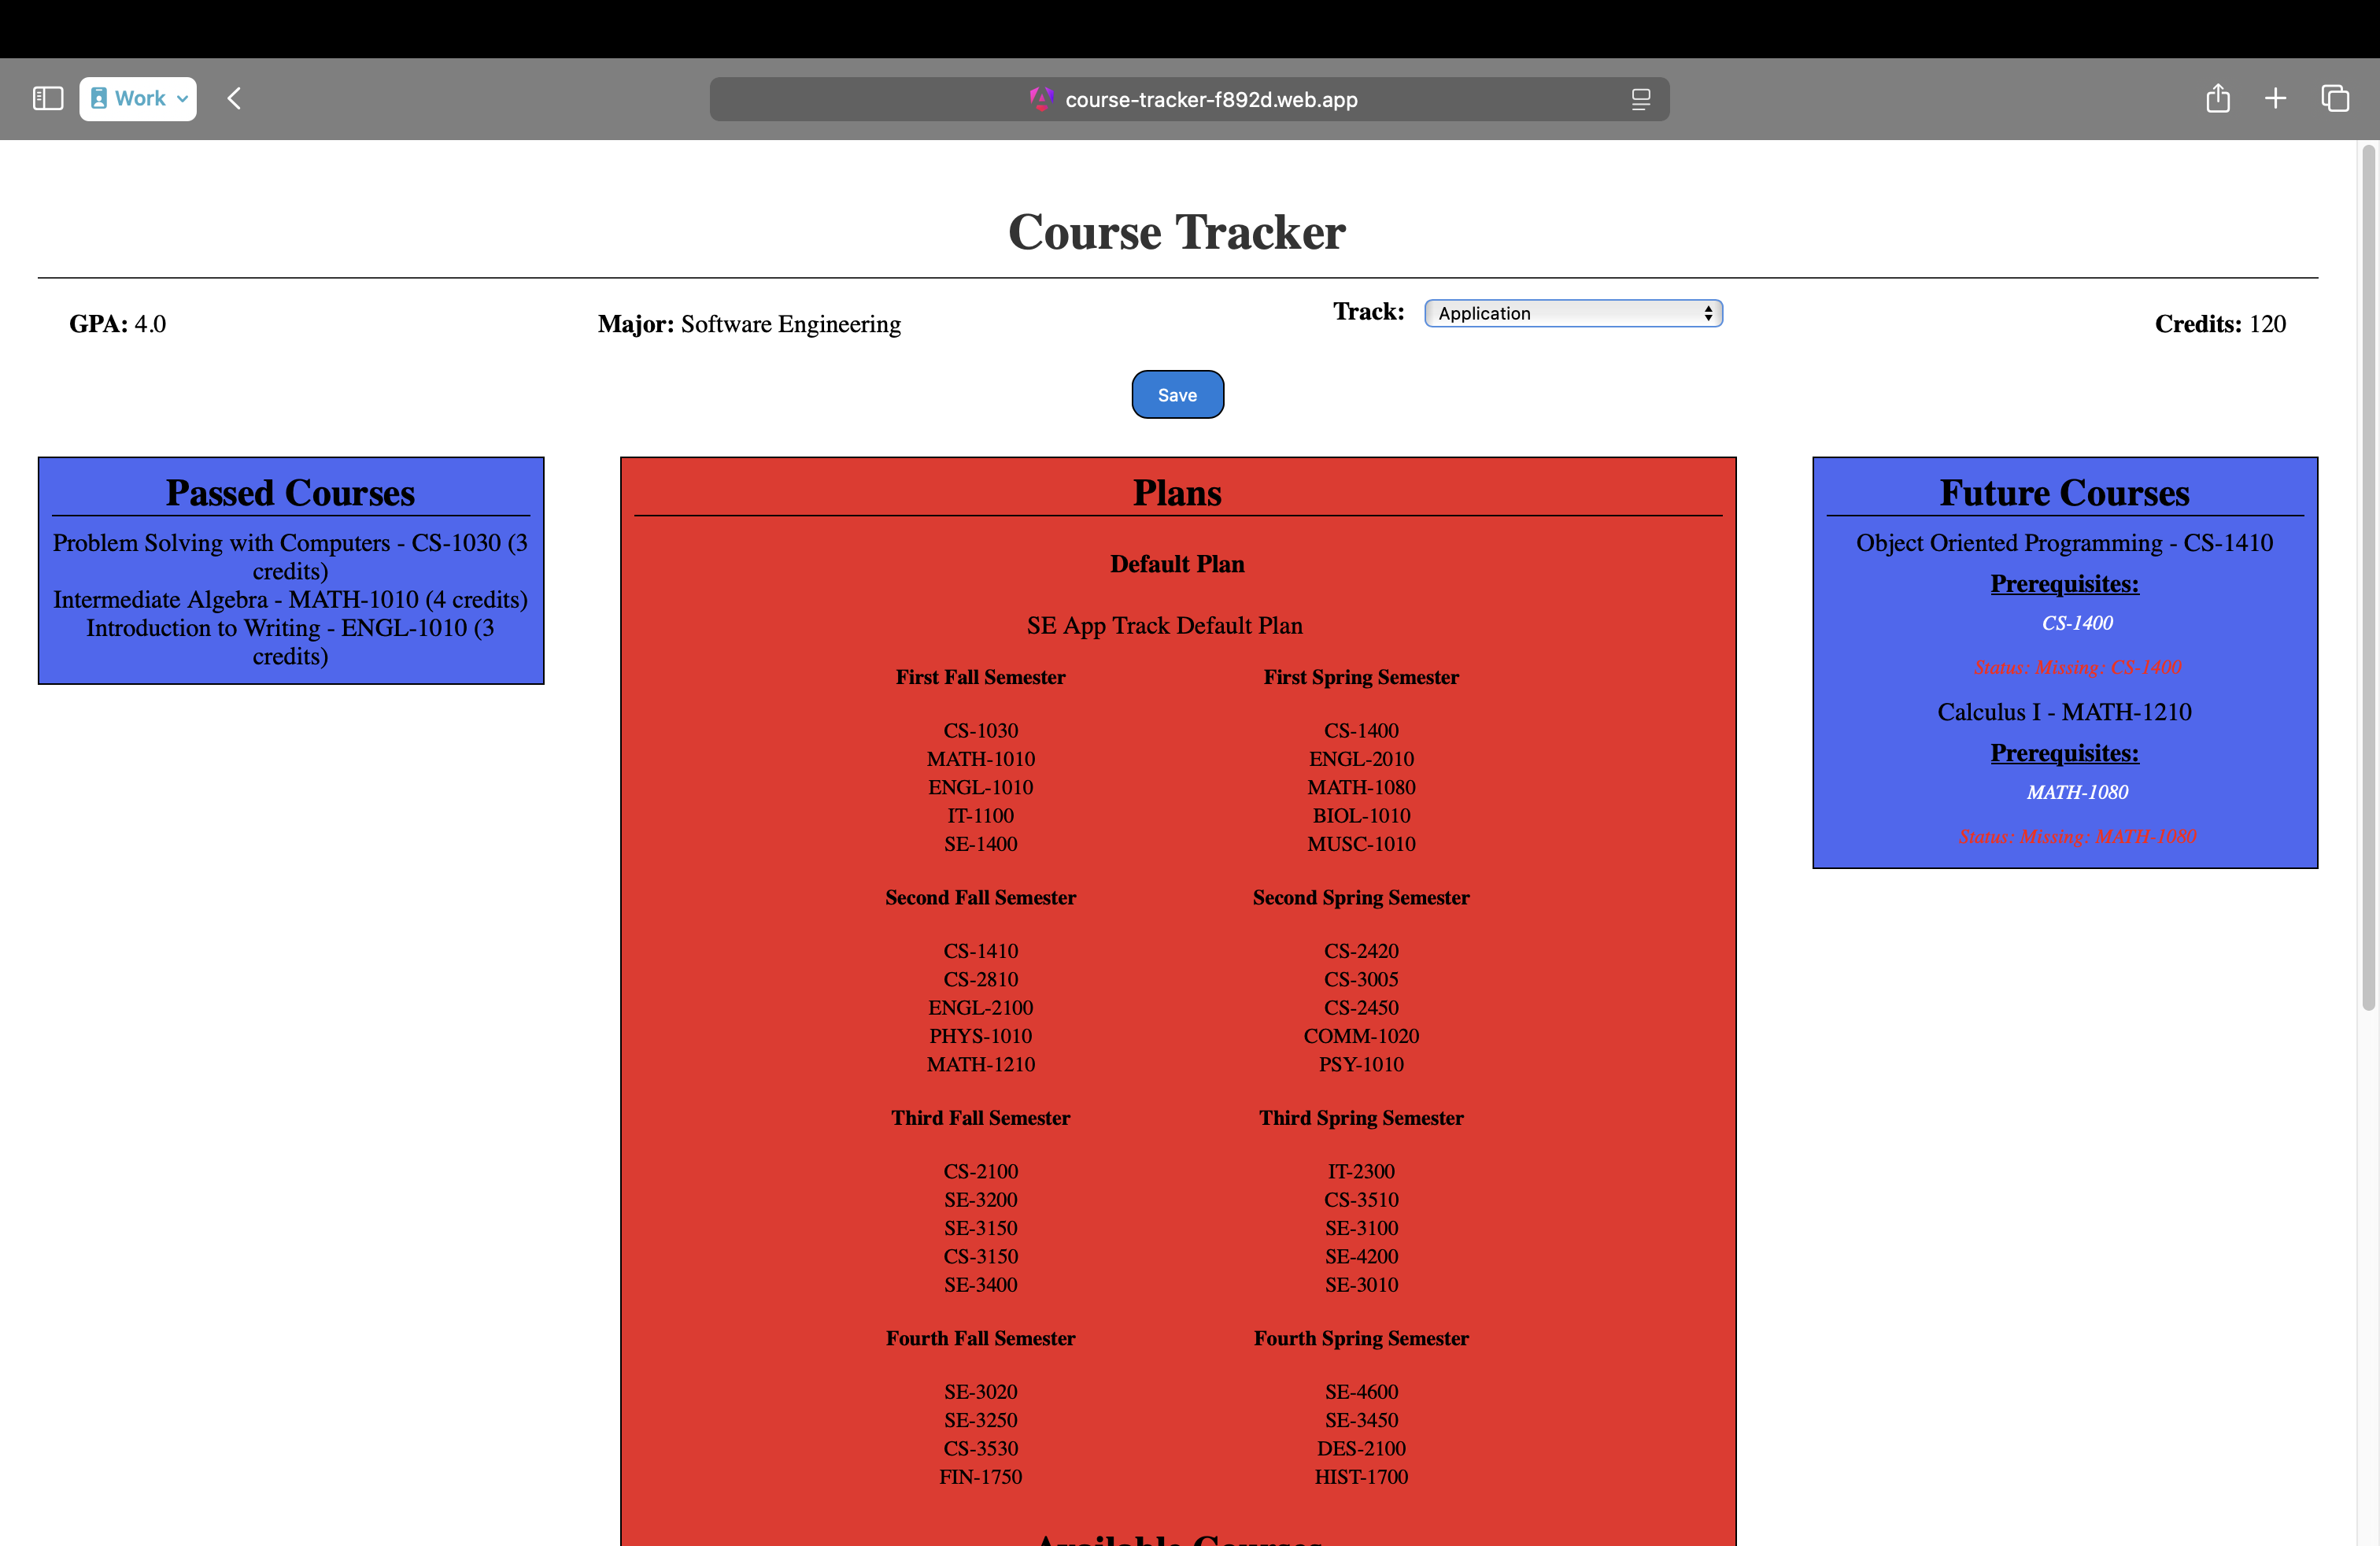 Work
course-tracker-f892d.web.app
Course Tracker
GPA: 4.0
Major: Software Engineering
Track: Application
Credits: 120
Save
Passed Courses
Problem Solving with Computers - CS-1030 (3
credits)
Intermediate Algebra - MATH-1010 (4 credits)
Introduction to Writing - ENGL-1010 (3
credits)
Plans
Default Plan
SE App Track Default Plan
First Fall Semester
CS-1030
MATH-1010
ENGL-1010
IT-1100
SE-1400
First Spring Semester
CS-1400
ENGL-2010
MATH-1080
BIOL-1010
MUSC-1010
Second Fall Semester
CS-1410
CS-2810
ENGL-2100
PHYS-1010
MATH-1210
Second Spring Semester
CS-2420
CS-3005
CS-2450
COMM-1020
PSY-1010
Third Fall Semester
CS-2100
SE-3200
SE-3150
CS-3150
SE-3400
Third Spring Semester
IT-2300
CS-3510
SE-3100
SE-4200
SE-3010
Fourth Fall Semester
SE-3020
SE-3250
CS-3530
FIN-1750
Fourth Spring Semester
SE-4600
SE-3450
DES-2100
HIST-1700
Available Courses
Future Courses
Object Oriented Programming - CS-1410
Prerequisites:
CS-1400
Status: Missing: CS-1400
Calculus I - MATH-1210
Prerequisites:
MATH-1080
Status: Missing: MATH-1080